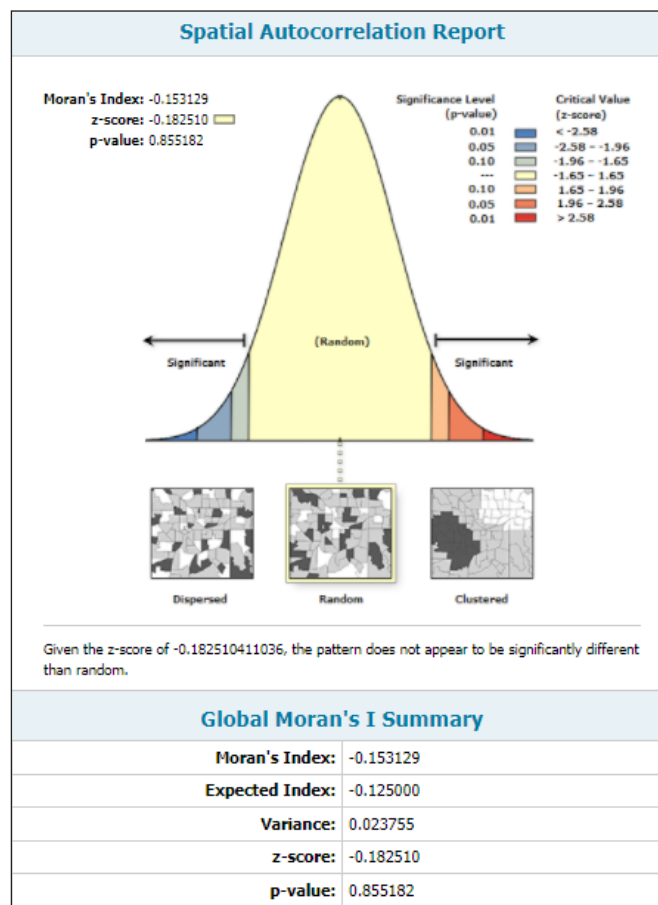 Spatial Autocorrelation Report
Moran's Index: -0.153129
z-score: -0.182510
p-value: 0.855182
Significance Level Critical Value
(p-value) (z-score)
0.01 < -2.58
0.05 -2.58 - -1.96
0.10 -1.96 - -1.65
--- -1.65 - 1.65
0.10 1.65 - 1.96
0.05 1.96 - 2.58
0.01 > 2.58
(Random)
Significant Significant
Dispersed Random Clustered
Given the z-score of -0.182510411036, the pattern does not appear to be significantly different
than random.
Global Moran's I Summary
Moran's Index: -0.153129
Expected Index: -0.125000
Variance: 0.023755
z-score: -0.182510
p-value: 0.855182